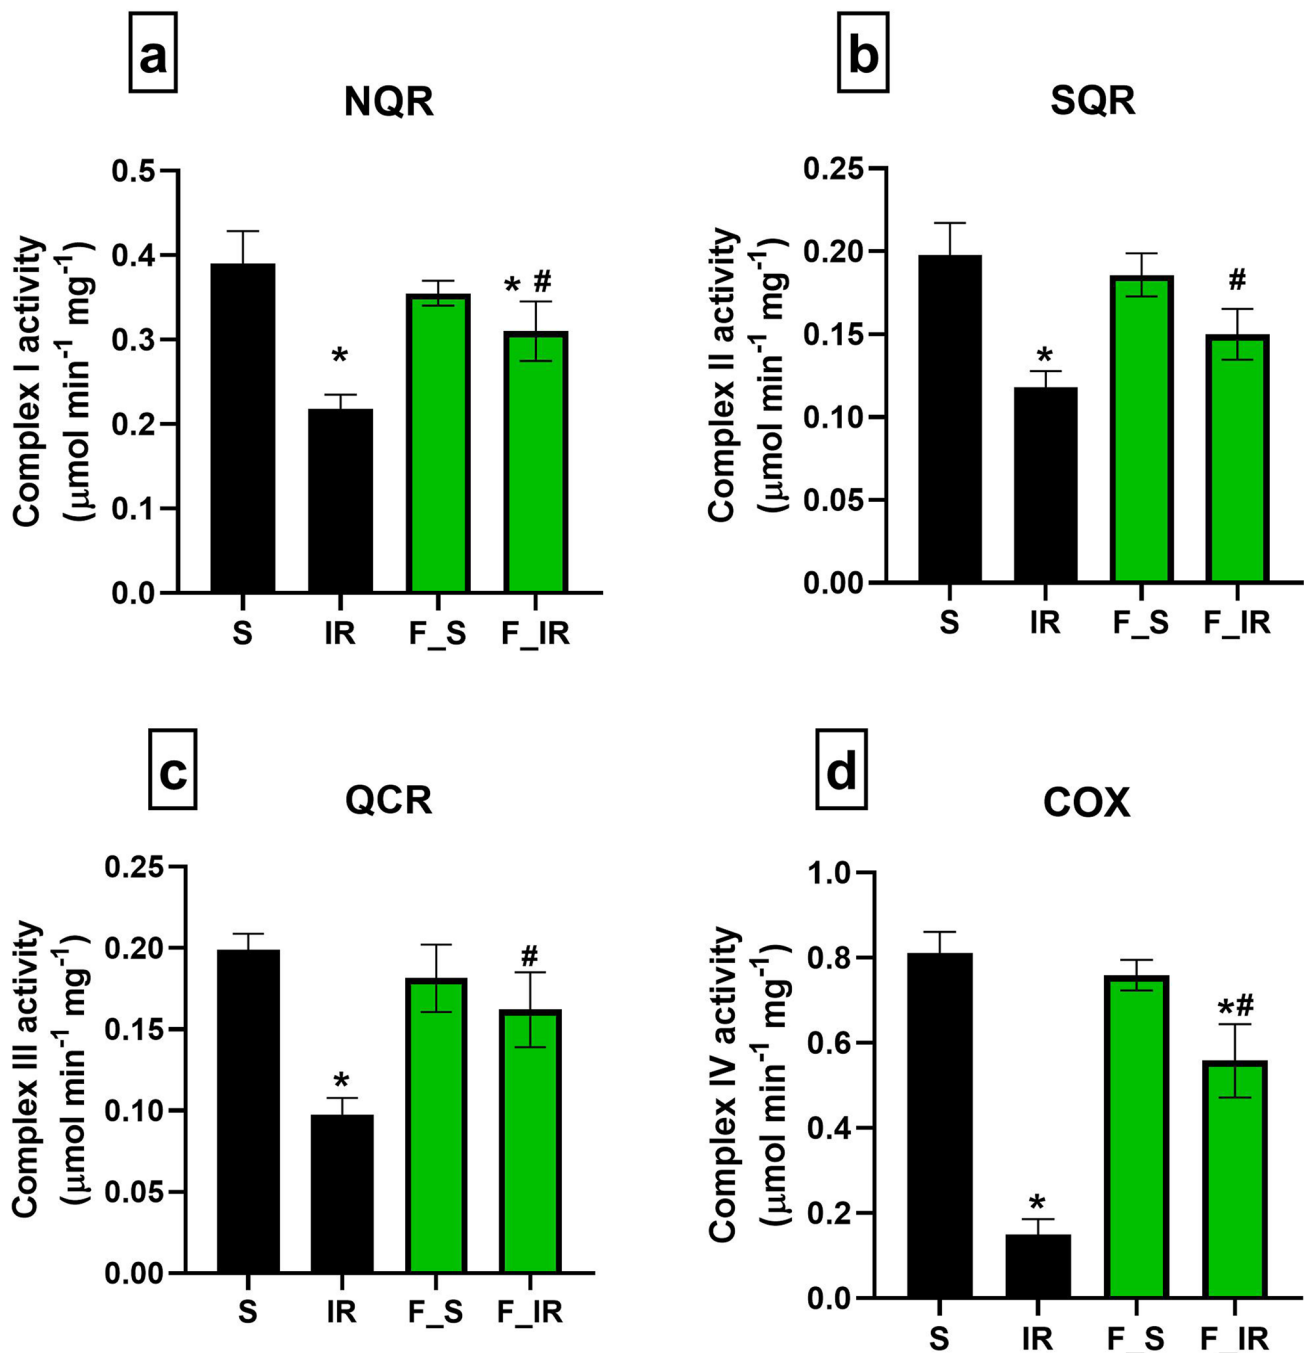 a
NQR
Complex I activity
(μmol min⁻¹ mg⁻¹)
0.5
0.4
0.3
0.2
0.1
0.0
*
* #
S IR F_S F_IR
b
SQR
Complex II activity
(μmol min⁻¹ mg⁻¹)
0.25
0.20
0.15
0.10
0.05
0.00
*
#
S IR F_S F_IR
c
QCR
Complex III activity
(μmol min⁻¹ mg⁻¹)
0.25
0.20
0.15
0.10
0.05
0.00
*
#
S IR F_S F_IR
d
COX
Complex IV activity
(μmol min⁻¹ mg⁻¹)
1.0
0.8
0.6
0.4
0.2
0.0
*
*#
S IR F_S F_IR